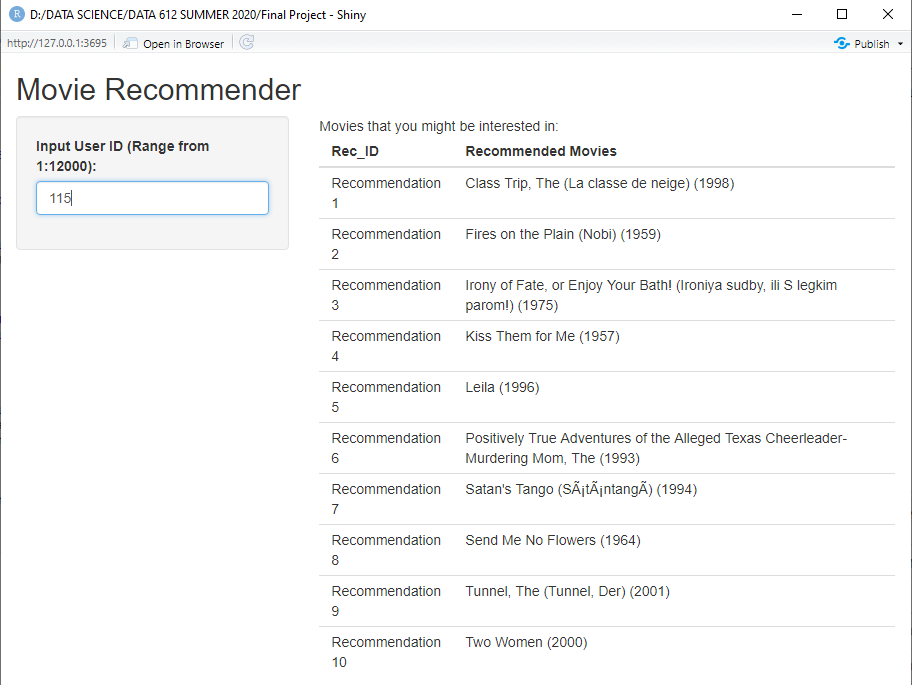 D:/DATA SCIENCE/DATA 612 SUMMER 2020/Final Project - Shiny
http://127.0.0.1:3695 Open in Browser Publish
Movie Recommender
Input User ID (Range from
1:12000):
115
Movies that you might be interested in:
Rec_ID Recommended Movies
Recommendation Class Trip, The (La classe de neige) (1998)
1
Recommendation Fires on the Plain (Nobi) (1959)
2
Recommendation Irony of Fate, or Enjoy Your Bath! (Ironiya sudby, ili S legkim
3 parom!) (1975)
Recommendation Kiss Them for Me (1957)
4
Recommendation Leila (1996)
5
Recommendation Positively True Adventures of the Alleged Texas Cheerleader-
6 Murdering Mom, The (1993)
Recommendation Satan's Tango (SÃ¡tÃ¡ntangÃ) (1994)
7
Recommendation Send Me No Flowers (1964)
8
Recommendation Tunnel, The (Tunnel, Der) (2001)
9
Recommendation Two Women (2000)
10